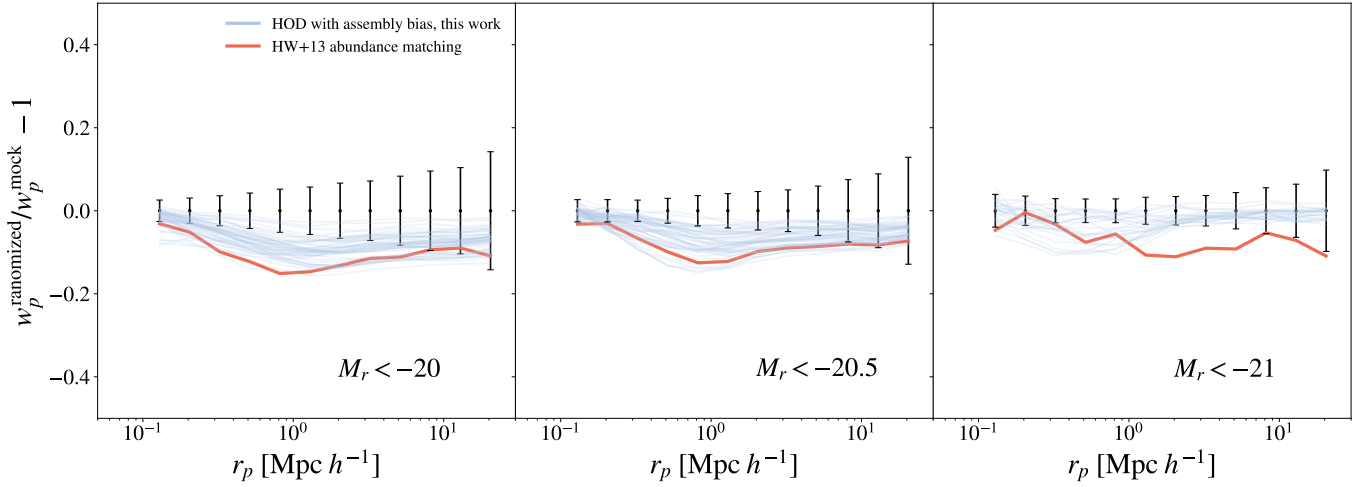 HOD with assembly bias, this work
HW+13 abundance matching
w_p^ranomized/w_p^mock − 1
0.4
0.2
0.0
−0.2
−0.4
M_r < −20
M_r < −20.5
M_r < −21
10^−1 10^0 10^1
10^−1 10^0 10^1
10^−1 10^0 10^1
r_p [Mpc h^−1]
r_p [Mpc h^−1]
r_p [Mpc h^−1]